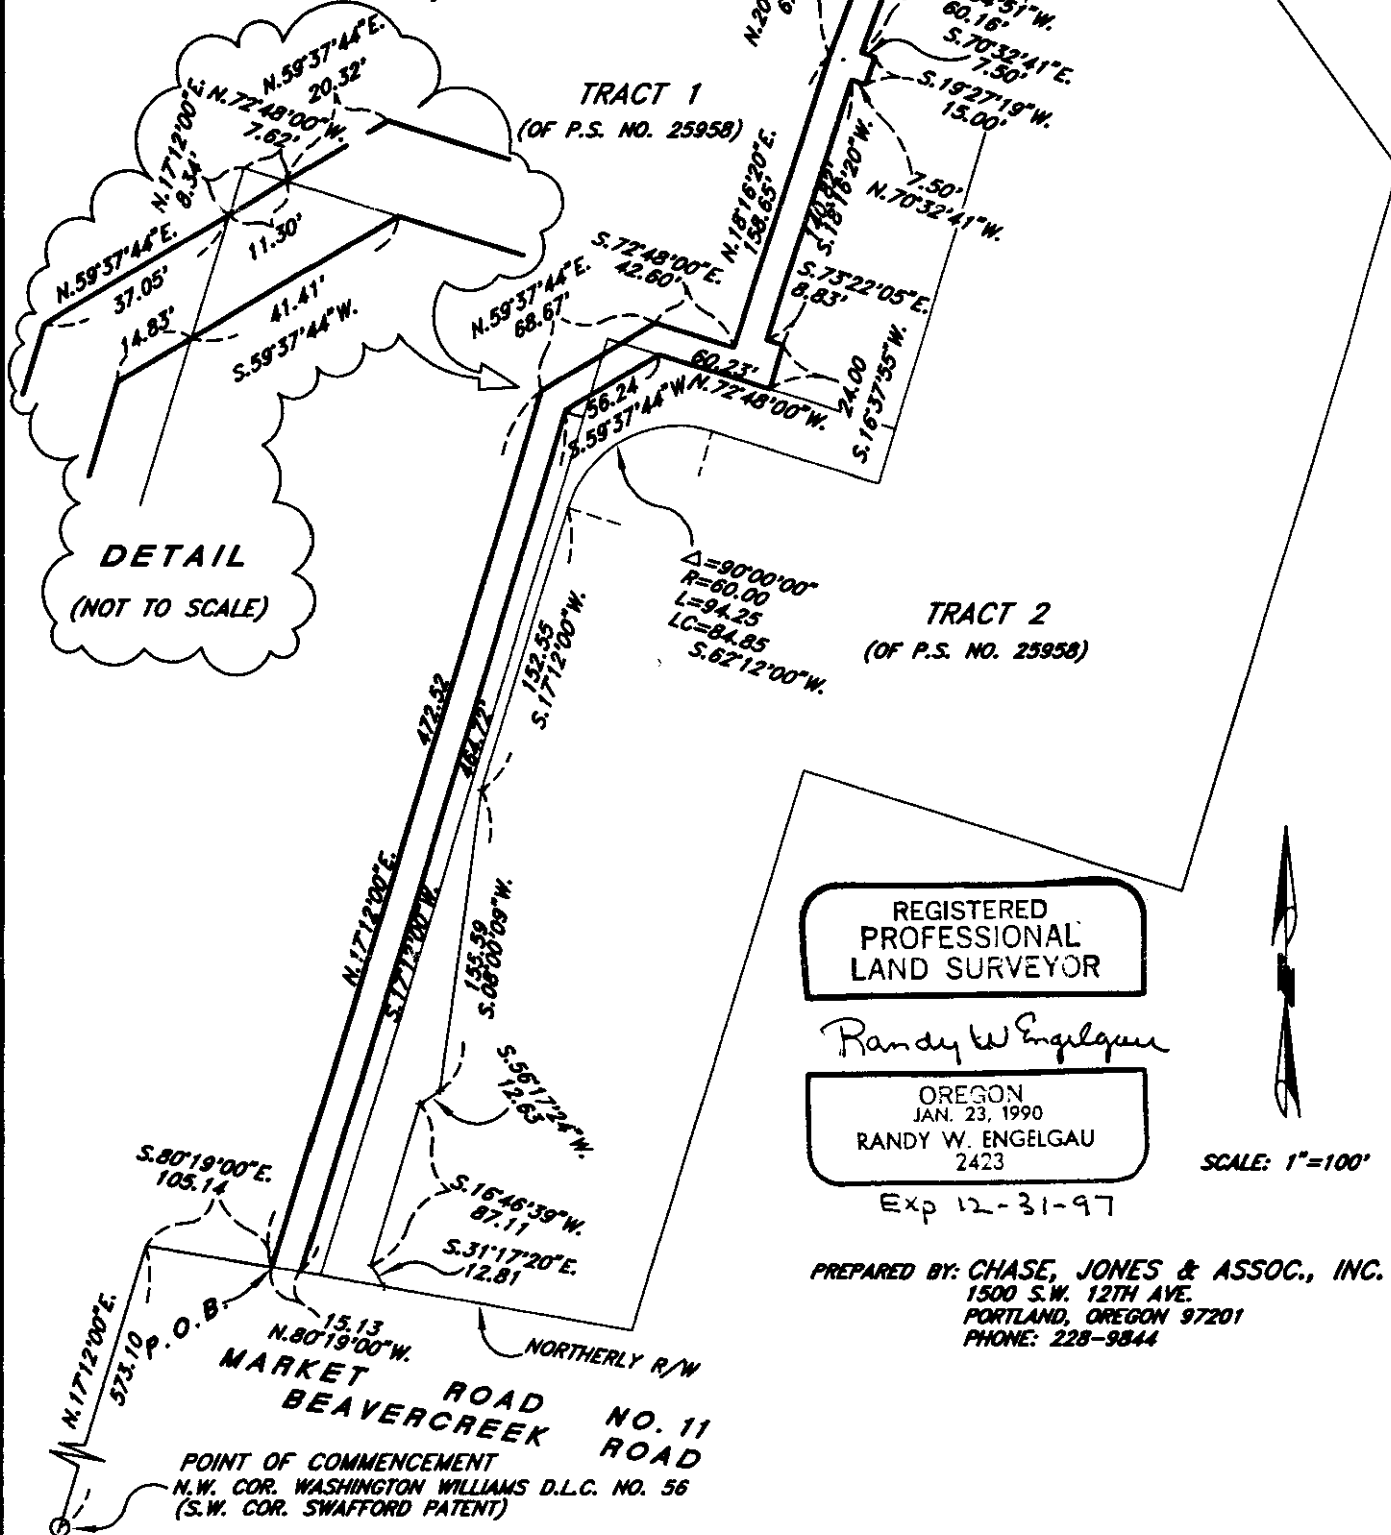 N.59°37'44"E.
20.32'
N.72°48'00"W.
7.62'
N.17°12'00"E.
8.34'
11.30'
N.59°37'44"E.
37.05'
14.83'
41.41'
S.59°37'44"W.
DETAIL
(NOT TO SCALE)
TRACT 1
(OF P.S. NO. 25958)
60.16'
S.70°32'41"E.
7.50'
S.19°27'19"W.
15.00'
7.50'
N.70°32'41"W.
N.18°16'20"E.
158.65'
140.82'
S.18°16'20"W.
S.72°48'00"E.
42.60'
N.59°37'44"E.
68.67'
S.73°22'05"E.
8.83'
60.23'
N.72°48'00"W.
24.00
S.16°37'55"W.
56.24
S.59°37'44"W.
Δ=90°00'00"
R=60.00
L=94.25
LC=84.85
S.62°12'00"W.
TRACT 2
(OF P.S. NO. 25958)
152.55
S.17°12'00"W.
472.52
464.72'
N.17°12'00"E.
S.17°12'00"W.
155.59
S.08°00'09"W.
S.56°17'24"W.
12.63
S.16°46'39"W.
87.11
S.31°17'20"E.
12.81
S.80°19'00"E.
105.14
15.13
N.80°19'00"W.
P.O.B.
N.17°12'00"E.
573.10
NORTHERLY R/W
MARKET ROAD NO. 11
BEAVERCREEK ROAD
POINT OF COMMENCEMENT
N.W. COR. WASHINGTON WILLIAMS D.L.C. NO. 56
(S.W. COR. SWAFFORD PATENT)
REGISTERED
PROFESSIONAL
LAND SURVEYOR
Randy W Engelgau
OREGON
JAN. 23, 1990
RANDY W. ENGELGAU
2423
Exp 12-31-97
N
SCALE: 1"=100'
PREPARED BY: CHASE, JONES & ASSOC., INC.
1500 S.W. 12TH AVE.
PORTLAND, OREGON 97201
PHONE: 228-9844